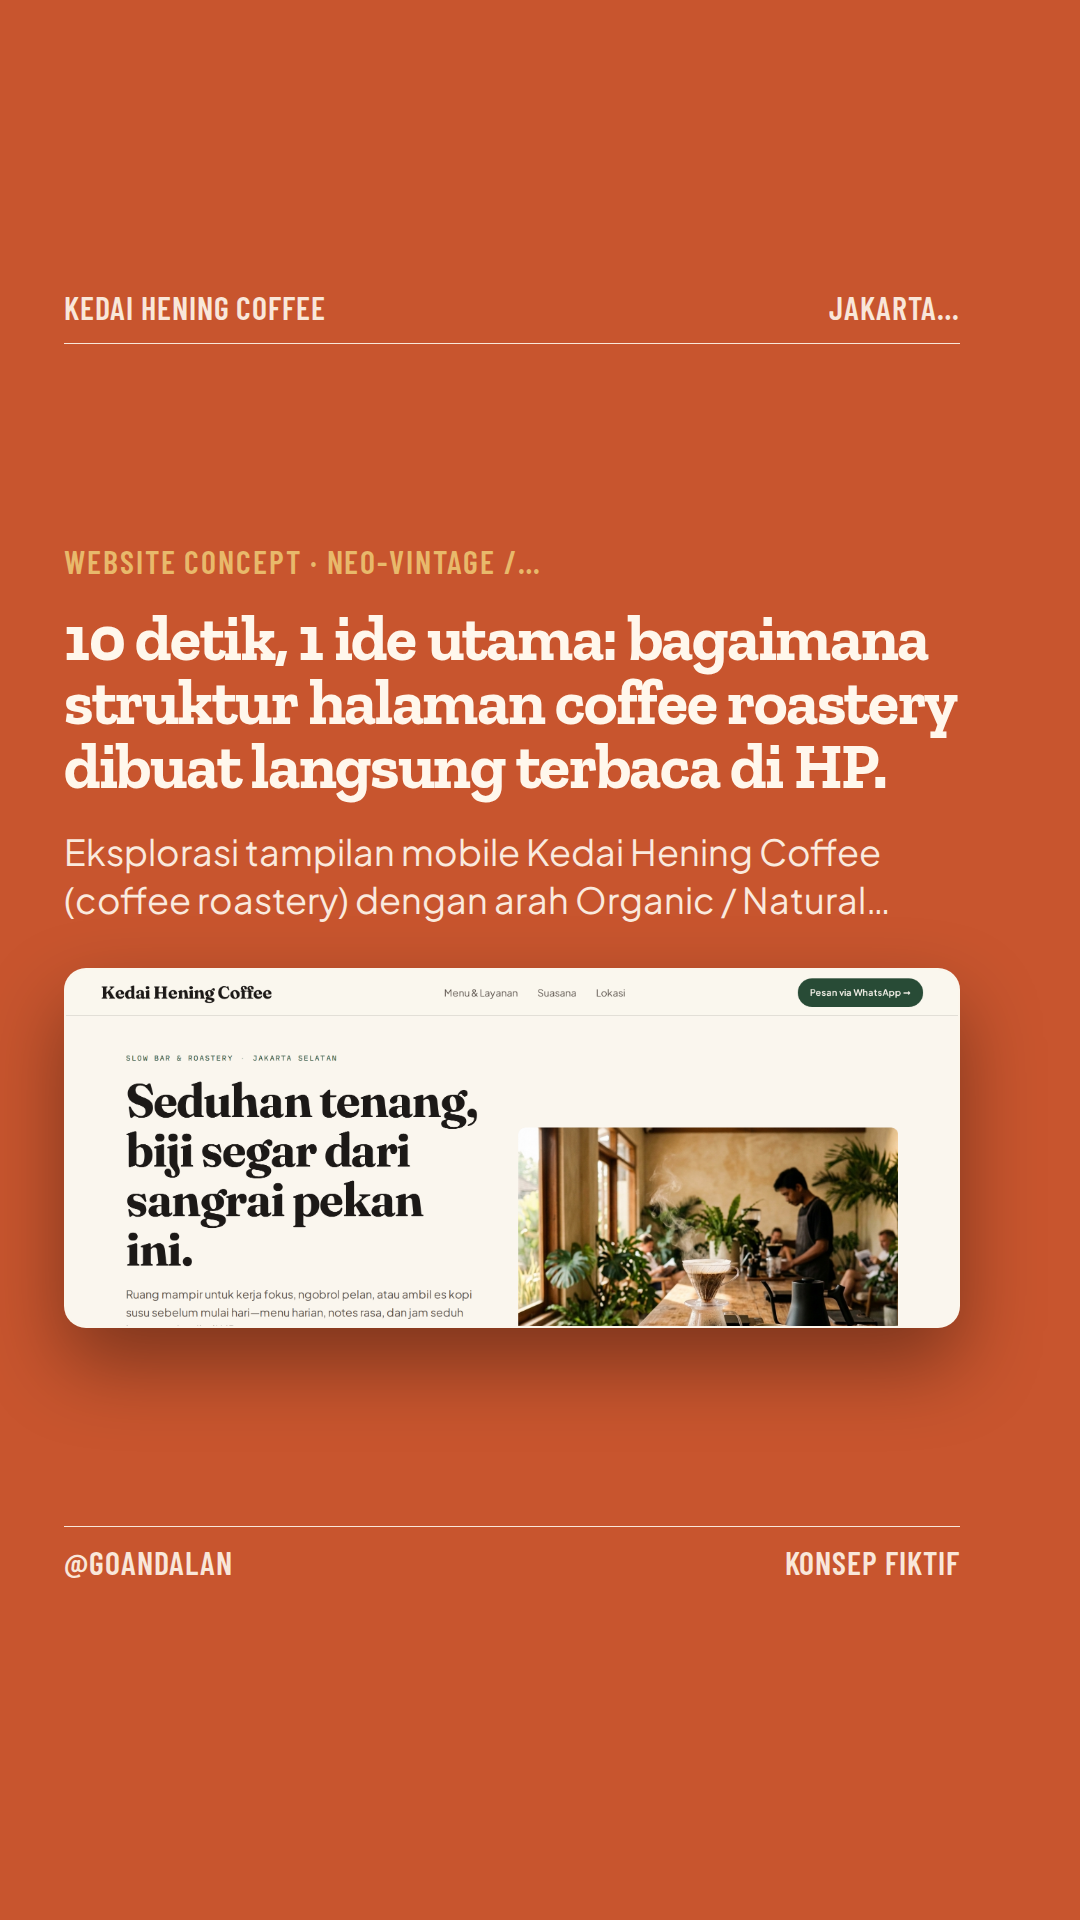 KEDAI HENING COFFEE
JAKARTA...
WEBSITE CONCEPT · NEO-VINTAGE /...
10 detik, 1 ide utama: bagaimana
struktur halaman coffee roastery
dibuat langsung terbaca di HP.
Eksplorasi tampilan mobile Kedai Hening Coffee
(coffee roastery) dengan arah Organic / Natural...
Kedai Hening Coffee
Menu & Layanan
Suasana
Lokasi
Pesan via WhatsApp →
SLOW BAR & ROASTERY · JAKARTA SELATAN
Seduhan tenang,
biji segar dari
sangrai pekan
ini.
Ruang mampir untuk kerja fokus, ngobrol pelan, atau ambil es kopi
susu sebelum mulai hari—menu harian, notes rasa, dan jam seduh
@GOANDALAN
KONSEP FIKTIF